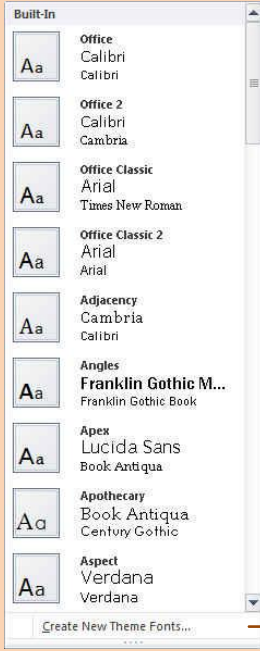 Built-In
Aa
Office
Calibri
Calibri
Aa
Office 2
Calibri
Cambria
Aa
Office Classic
Arial
Times New Roman
Aa
Office Classic 2
Arial
Arial
Aa
Adjacency
Cambria
Calibri
Aa
Angles
Franklin Gothic M...
Franklin Gothic Book
Aa
Apex
Lucida Sans
Book Antiqua
Aa
Apothecary
Book Antiqua
Century Gothic
Aa
Aspect
Verdana
Verdana
Create New Theme Fonts...